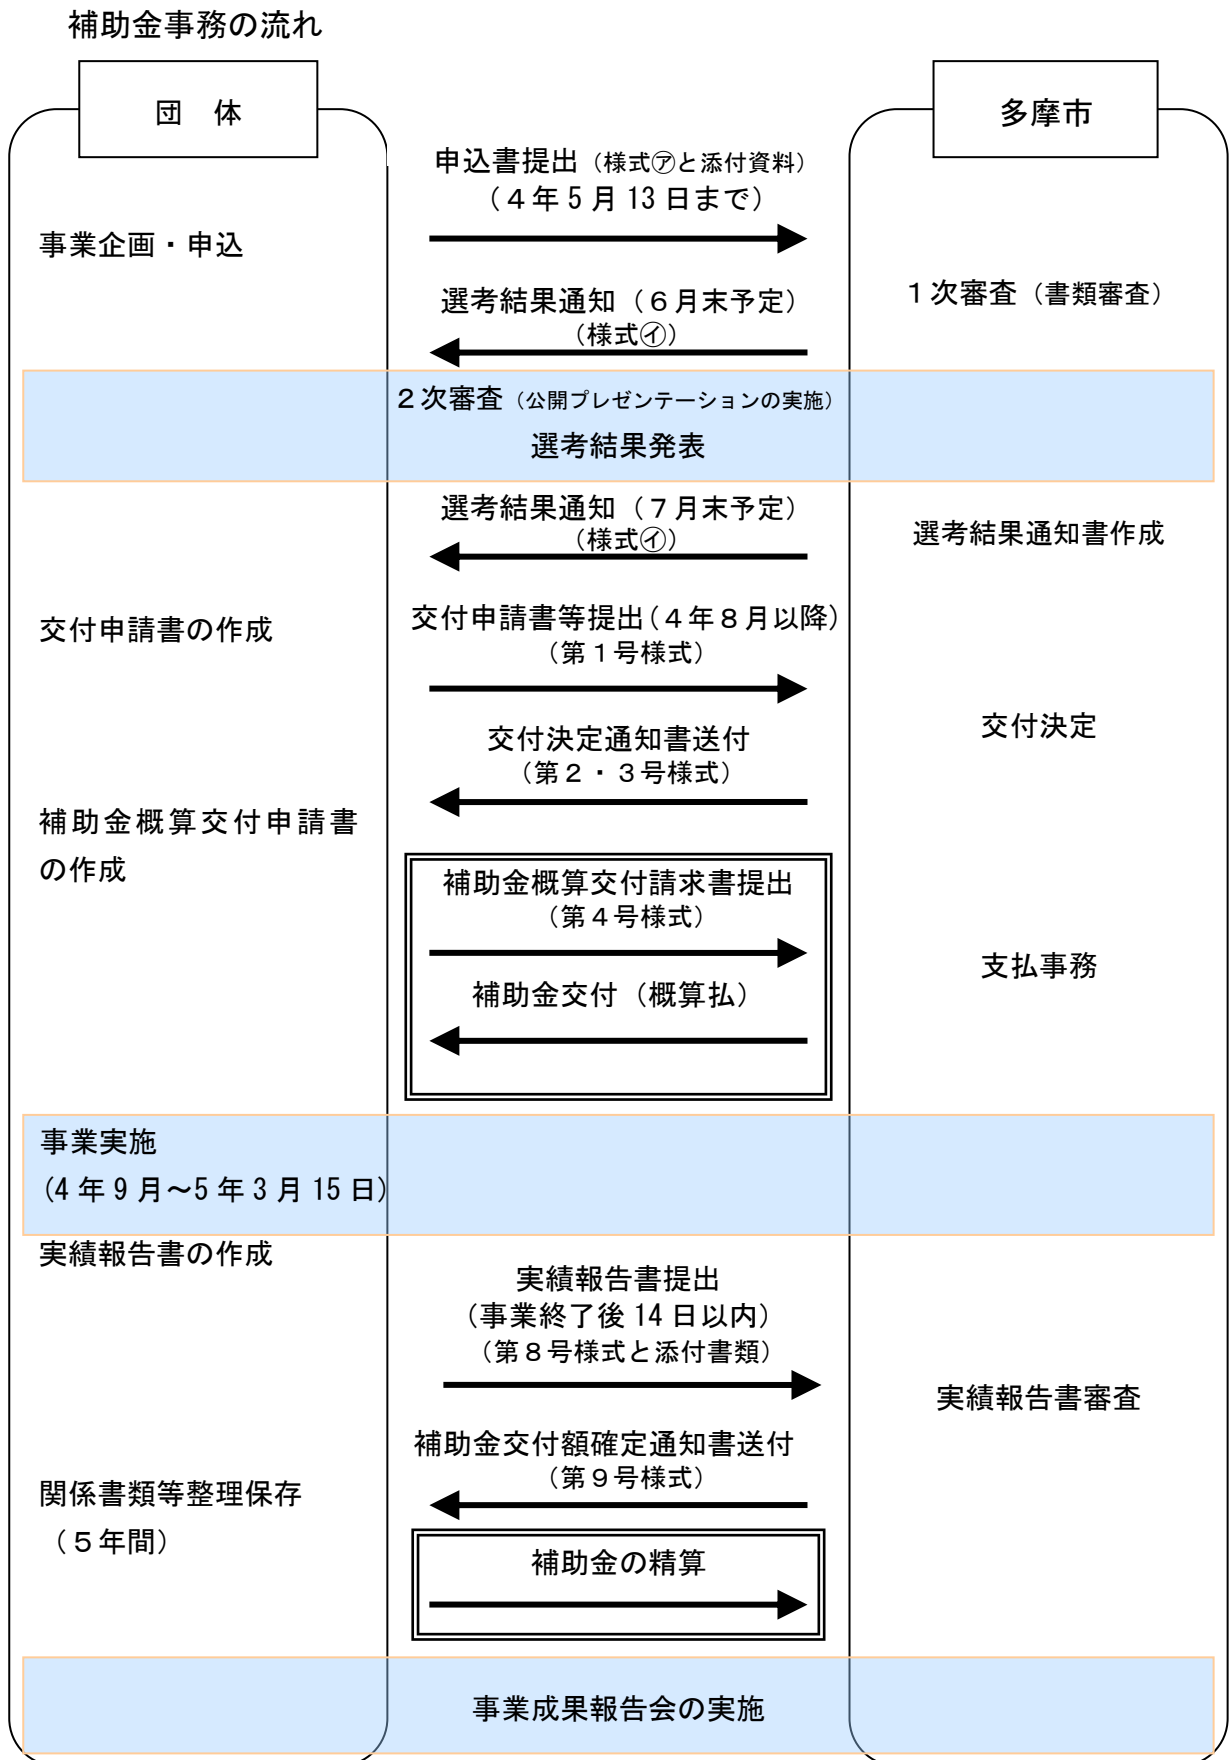 補助金事務の流れ
団　体
多摩市
申込書提出（様式㋐と添付資料）
（４年５月13日まで）
事業企画・申込
１次審査（書類審査）
選考結果通知（６月末予定）
（様式㋑）
２次審査（公開プレゼンテーションの実施）
選考結果発表
選考結果通知（７月末予定）
（様式㋑）
選考結果通知書作成
交付申請書の作成
交付申請書等提出（４年８月以降）
（第１号様式）
交付決定
交付決定通知書送付
（第２・３号様式）
補助金概算交付申請書
の作成
補助金概算交付請求書提出
（第４号様式）
支払事務
補助金交付（概算払）
事業実施
（4年9月～5年3月15日）
実績報告書の作成
実績報告書提出
（事業終了後14日以内）
（第８号様式と添付書類）
実績報告書審査
補助金交付額確定通知書送付
（第９号様式）
関係書類等整理保存
（５年間）
補助金の精算
事業成果報告会の実施